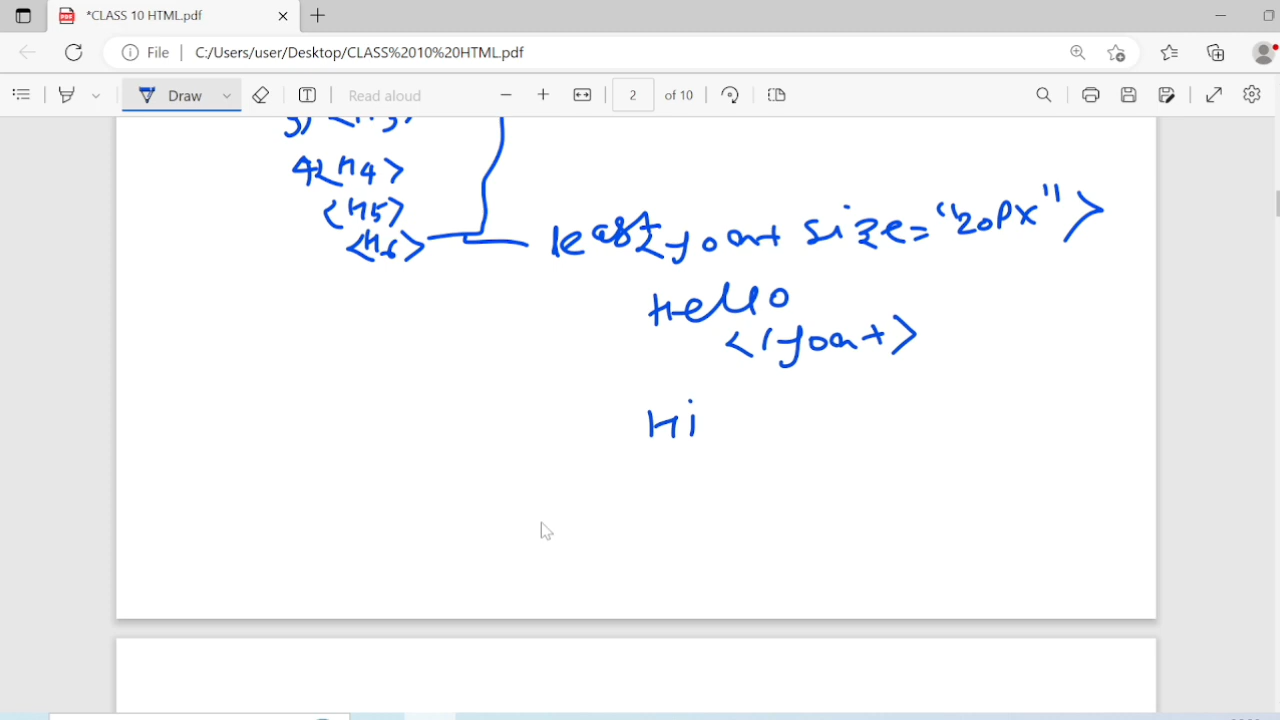 *CLASS 10 HTML.pdf
File | C:/Users/user/Desktop/CLASS%2010%20HTML.pdf
Draw
Read aloud
2 of 10
4 <H4>
<H5>
<H6>
least <font size="20px">
Hello
</font>
Hi